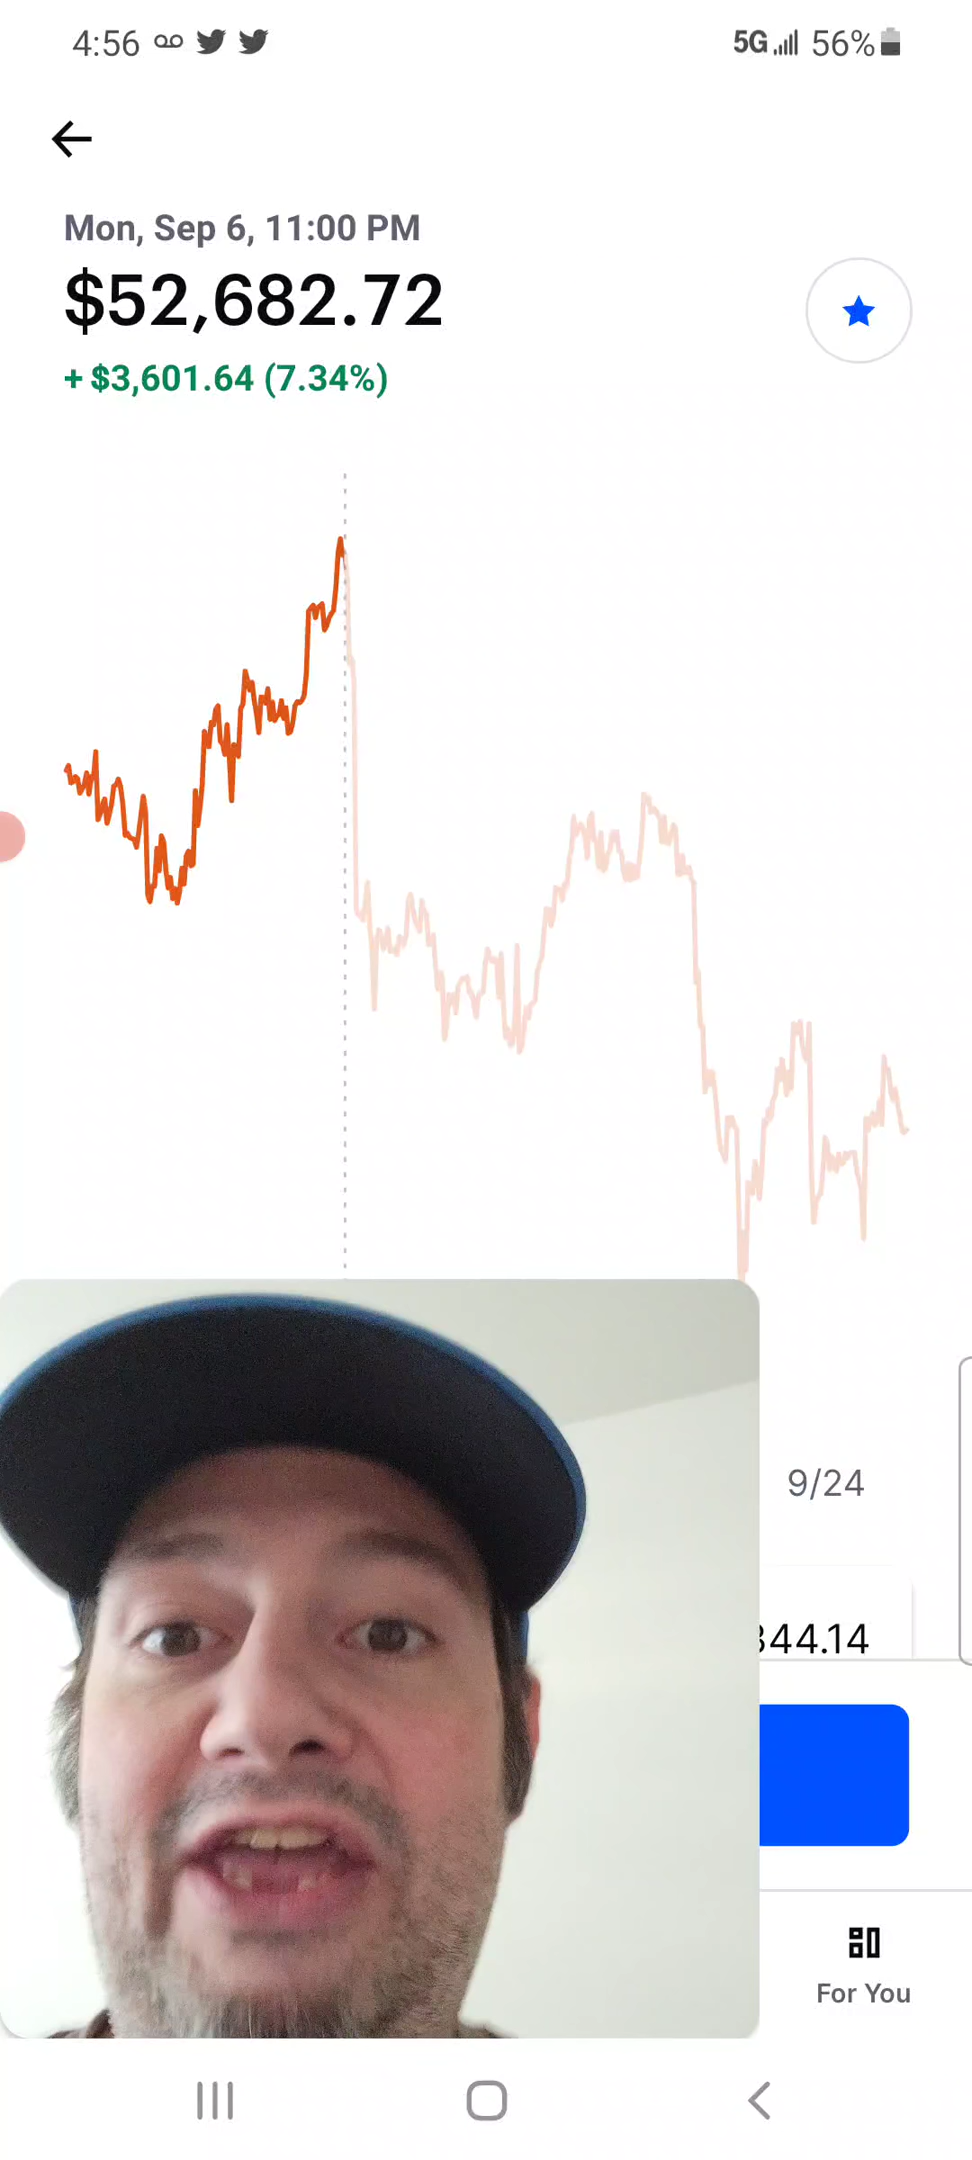 4:56 5G 56%
Mon, Sep 6, 11:00 PM
$52,682.72
+ $3,601.64 (7.34%)
9/24
44.14
For You